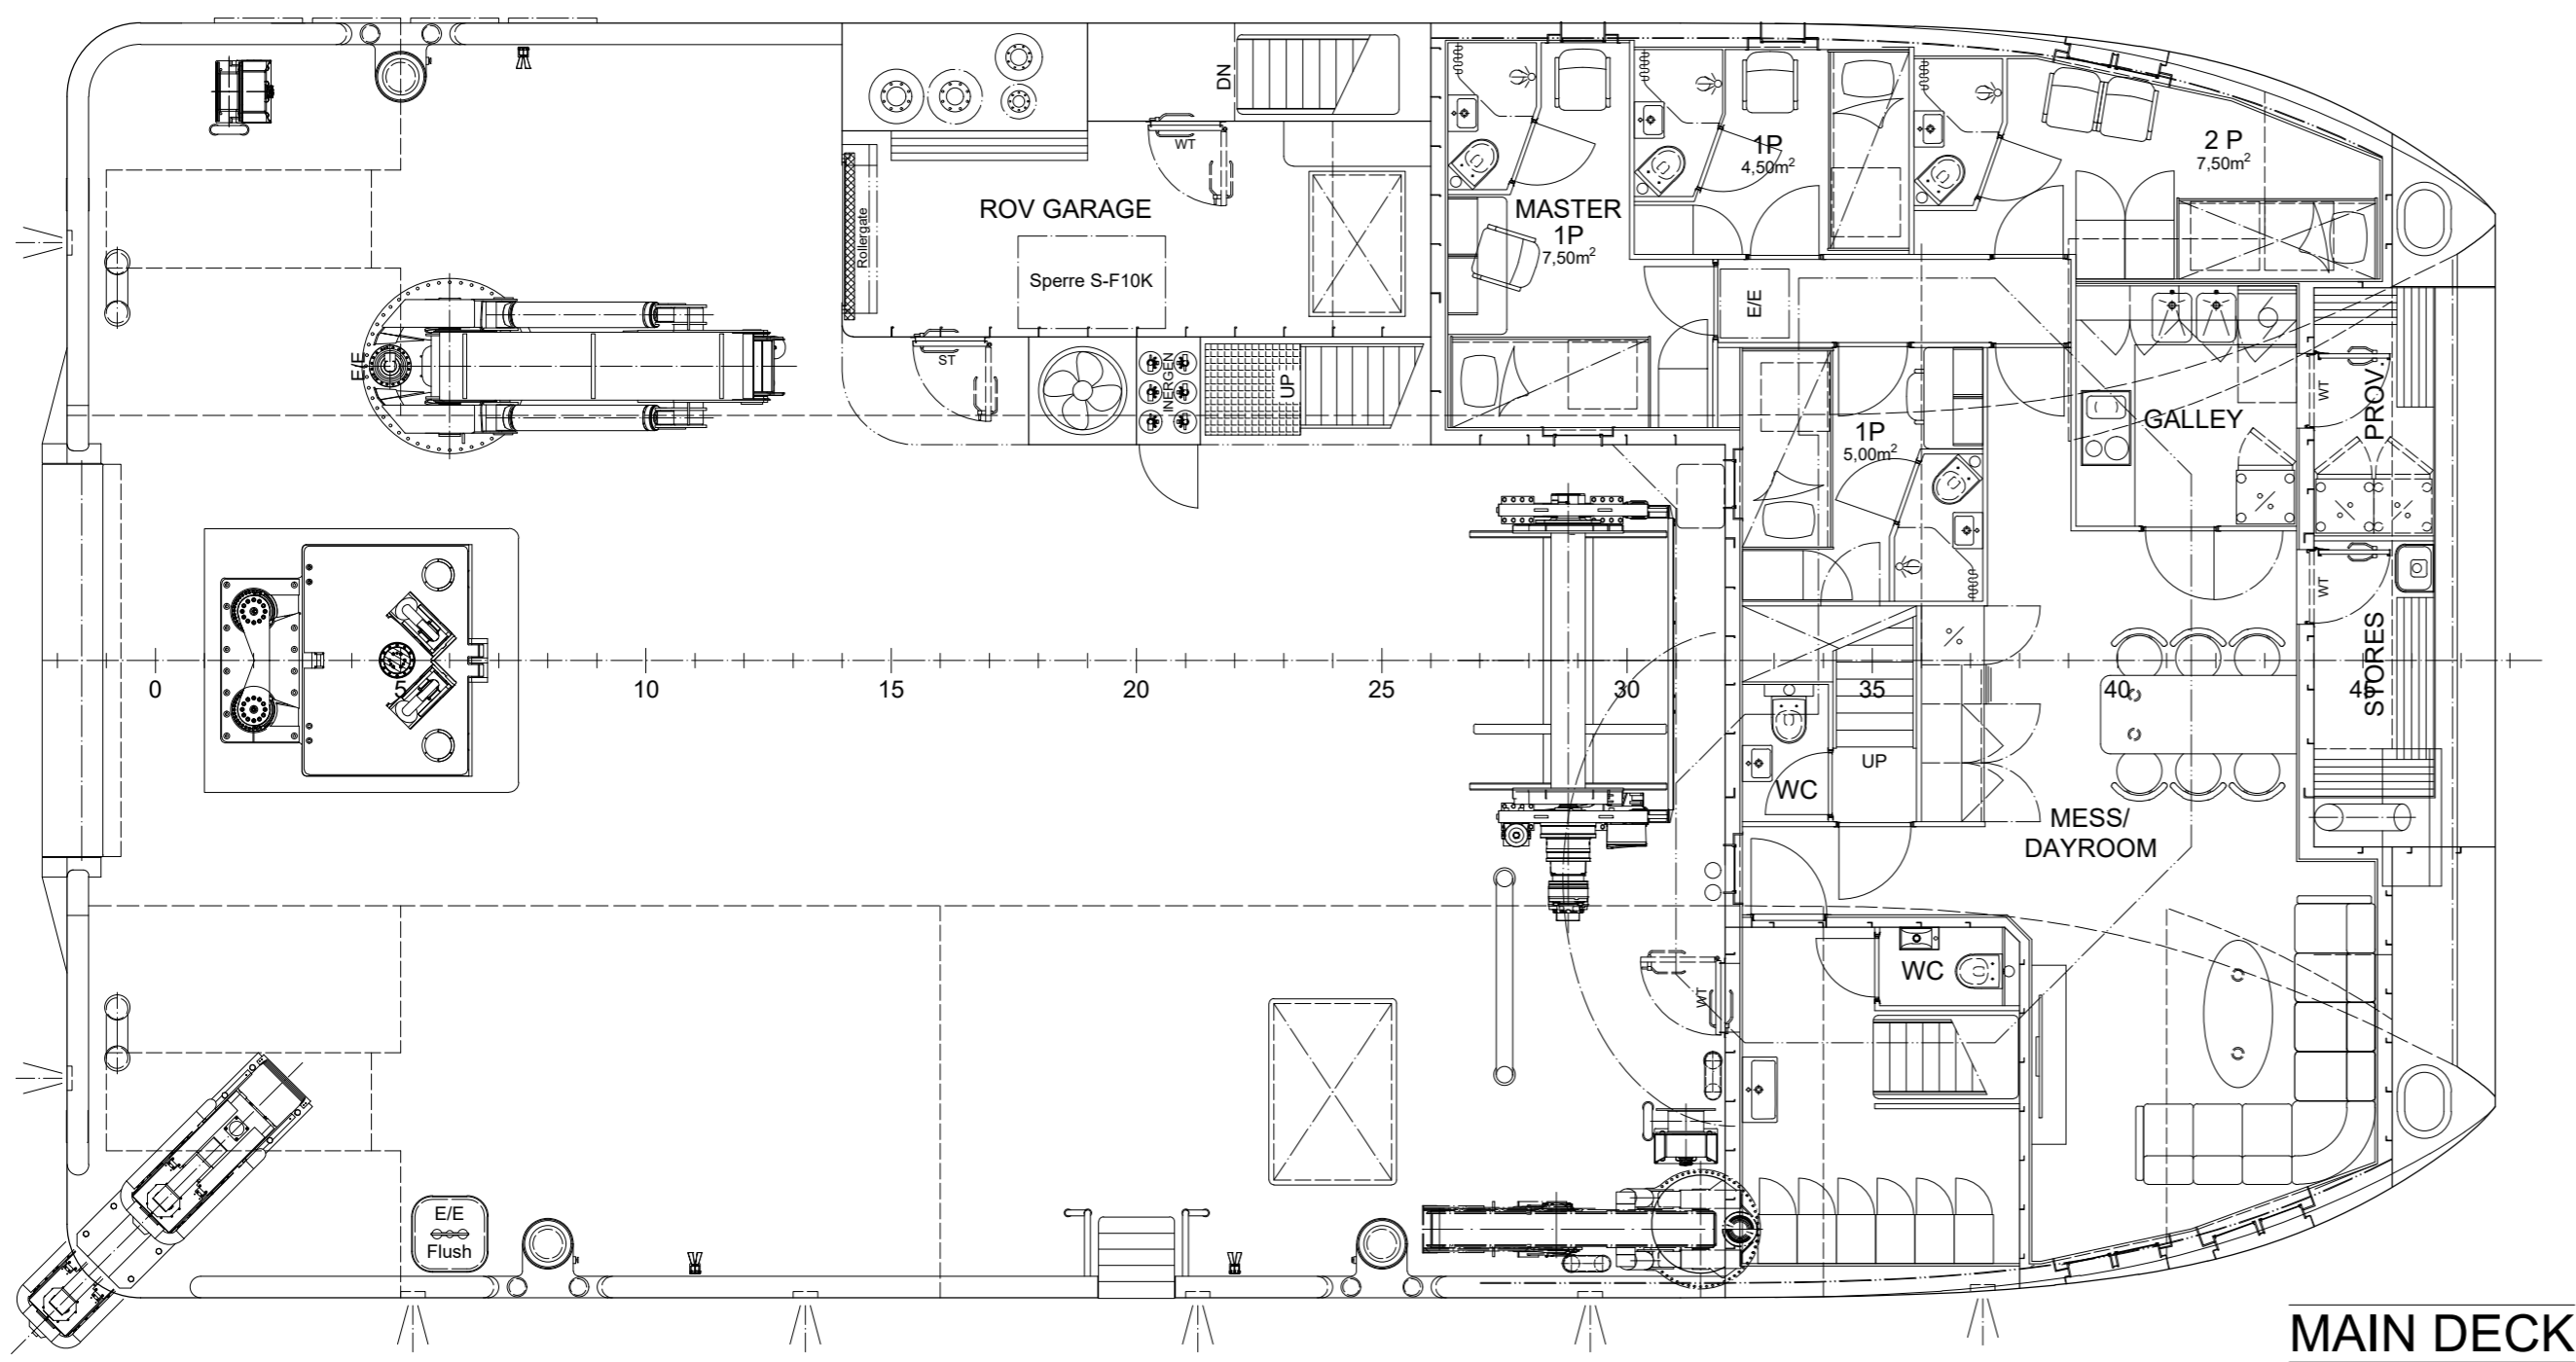 DN
WT
1P
4,50m²
2 P
7,50m²
ROV GARAGE
Rollergate
Sperre S-F10K
MASTER
1P
7,50m²
E/E
E/E
ST
INERGEN
UP
1P
5,00m²
GALLEY
WT
PROV.
WT
STORES
0
5
10
15
20
25
30
35
40
45
WC
UP
MESS/
DAYROOM
WC
WT
E/E
Flush
MAIN DECK